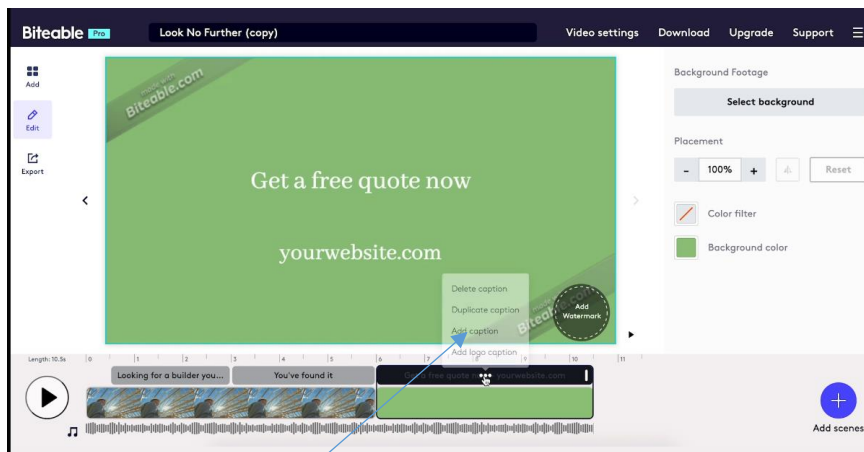 Biteable Pro
Look No Further (copy)
Video settings
Download
Upgrade
Support
Add
Edit
Export
made with
Biteable.com
Get a free quote now
yourwebsite.com
Delete caption
Duplicate caption
Add caption
Add logo caption
Add
Watermark
Background Footage
Select background
Placement
- 100% +
Reset
Color filter
Background color
Length: 10.5s
0 1 2 3 4 5 6 7 8 9 10 11
Looking for a builder you...
You've found it
Get a free quote now yourwebsite.com
Add scenes